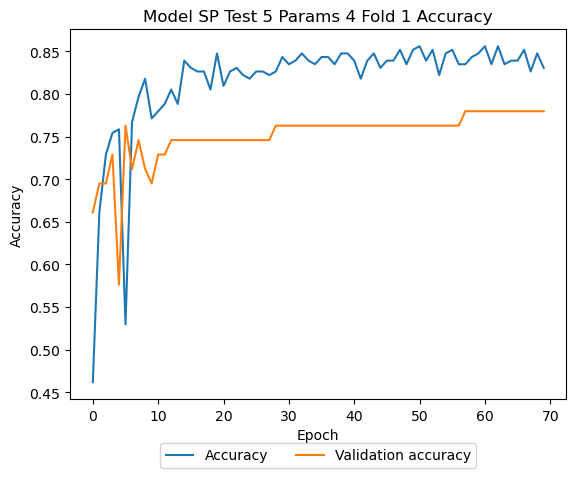 Model SP Test 5 Params 4 Fold 1 Accuracy
0.85
0.80
0.75
0.70
0.65
0.60
0.55
0.50
0.45
Accuracy
0 10 20 30 40 50 60 70
Epoch
Accuracy Validation accuracy